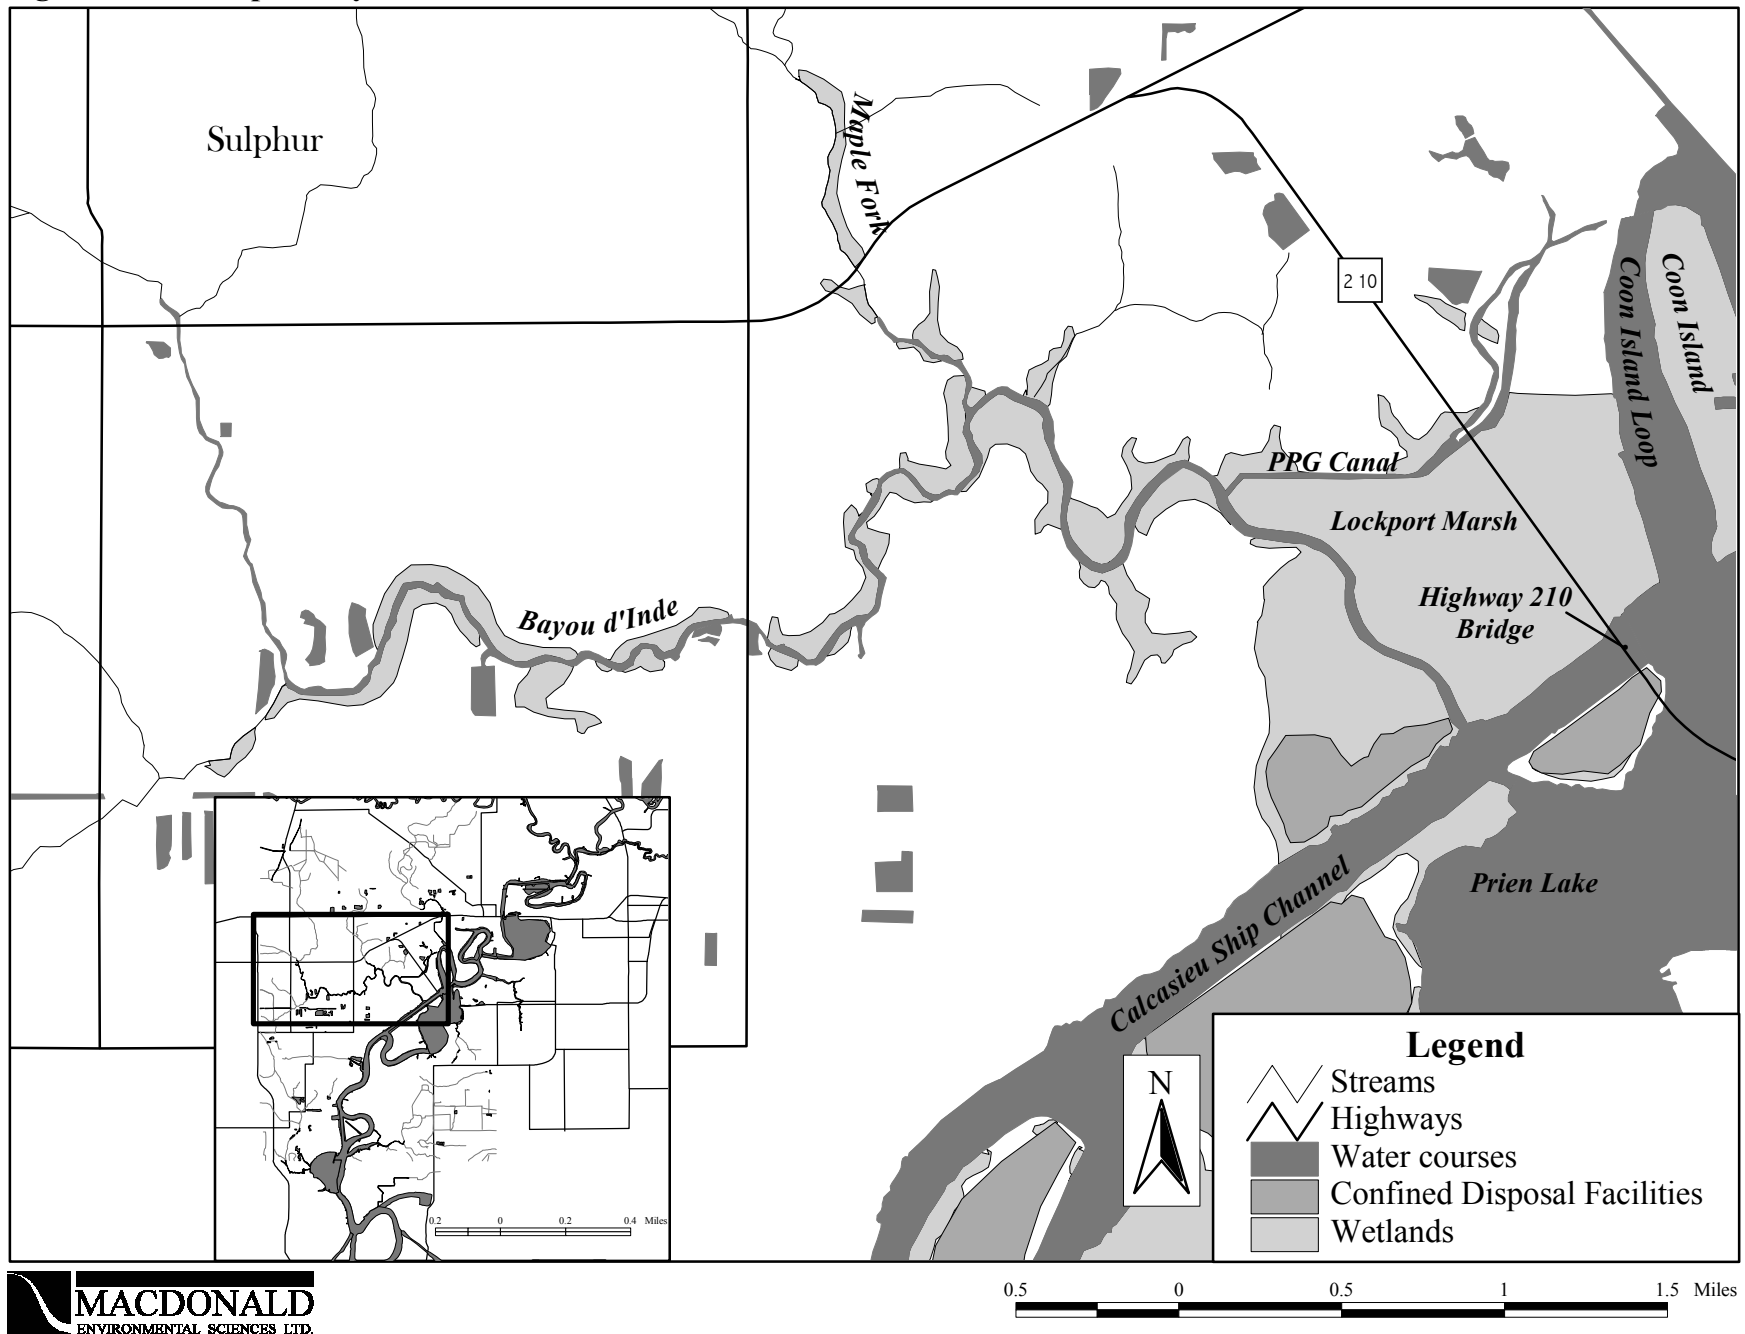 Sulphur
Maple Fork
2 10
Coon Island Loop
Coon Island
PPG Canal
Lockport Marsh
Highway 210
Bridge
Bayou d'Inde
Prien Lake
Calcasieu Ship Channel
N
Legend
Streams
Highways
Water courses
Confined Disposal Facilities
Wetlands
0.2 0 0.2 0.4 Miles
MACDONALD
ENVIRONMENTAL SCIENCES LTD.
0.5 0 0.5 1 1.5 Miles